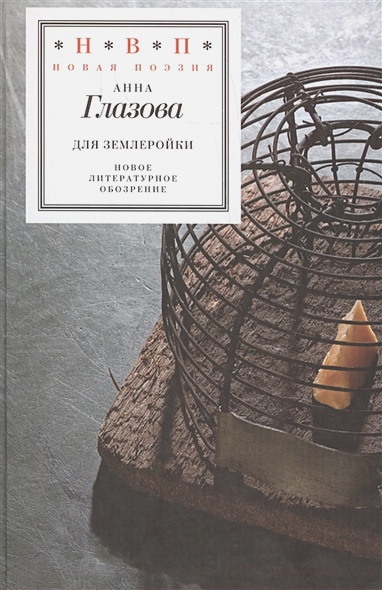 * Н * В * П *
НОВАЯ ПОЭЗИЯ
АННА
Глазова
ДЛЯ ЗЕМЛЕРОЙКИ
НОВОЕ
ЛИТЕРАТУРНОЕ
ОБОЗРЕНИЕ